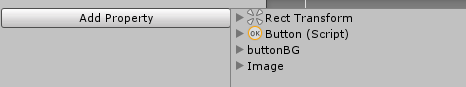 Add Property
Rect Transform
OK Button (Script)
buttonBG
Image